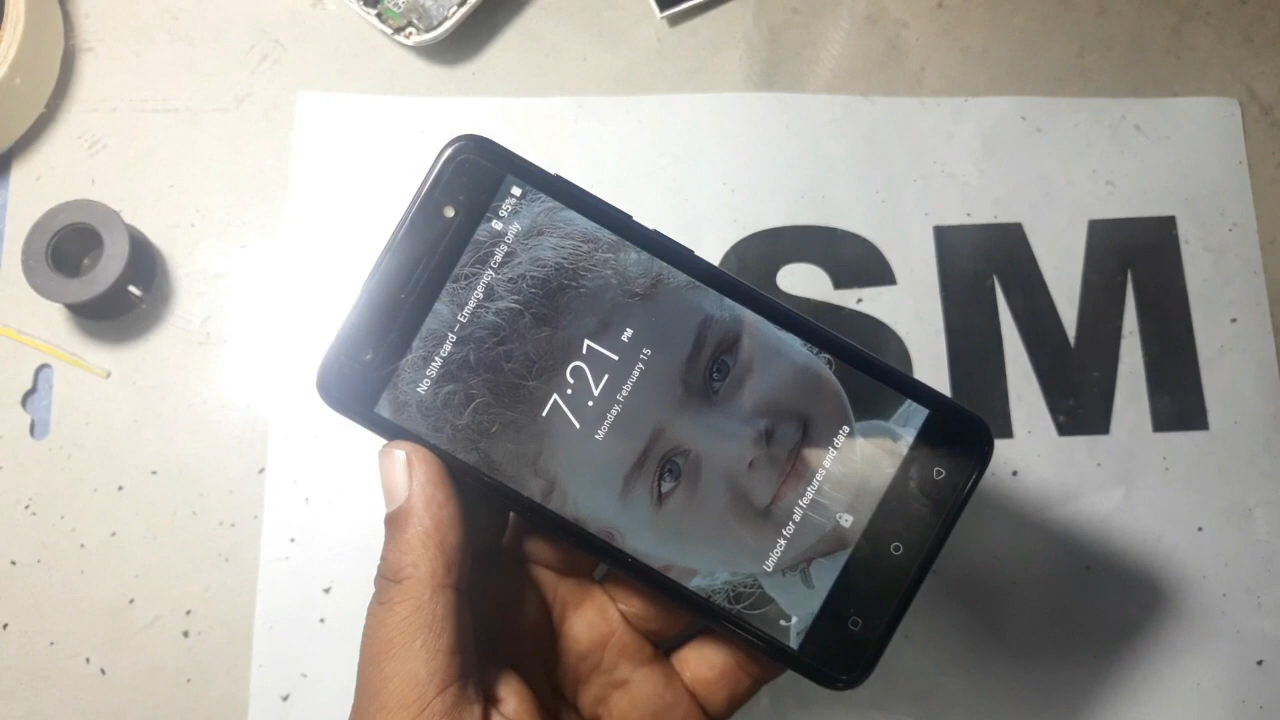 95%
No SIM card — Emergency calls only
7:21 PM
Monday, February 15
Unlock for all features and data
SM